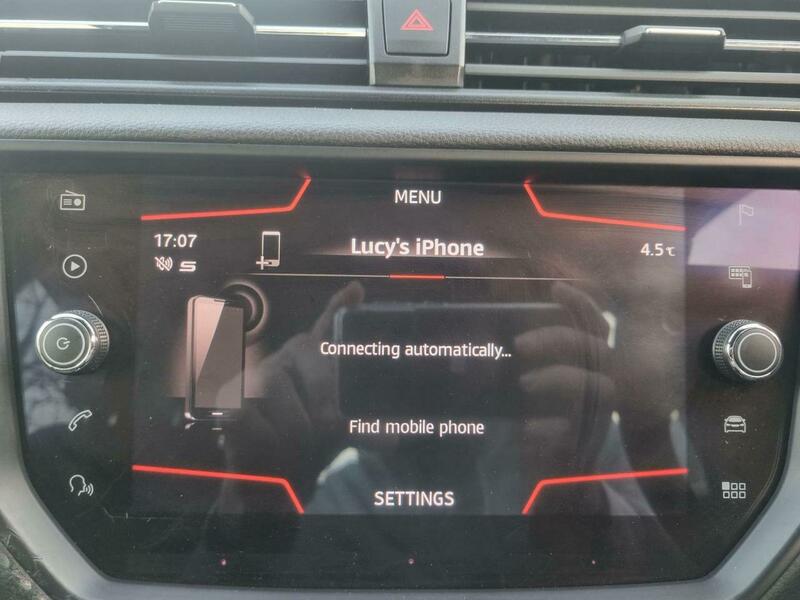 MENU
17:07
Lucy's iPhone
4.5℃
Connecting automatically...
Find mobile phone
SETTINGS